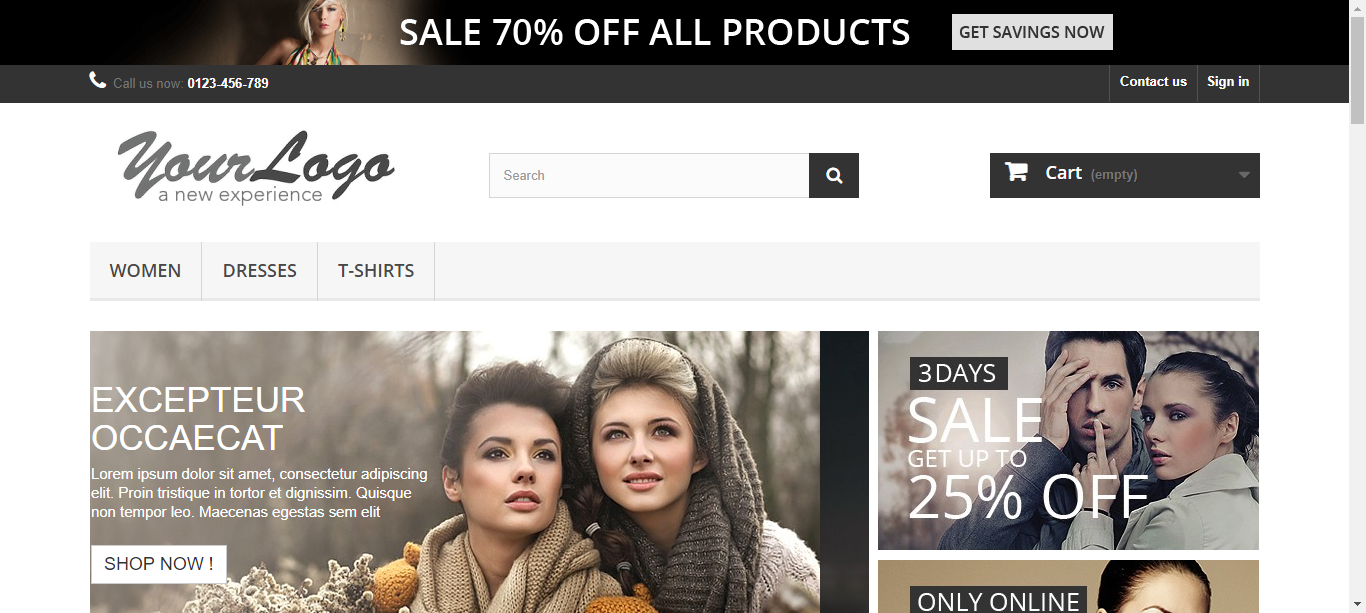 SALE 70% OFF ALL PRODUCTS
GET SAVINGS NOW
Call us now: 0123-456-789
Contact us
Sign in
YourLogo
a new experience
Search
Cart (empty)
WOMEN
DRESSES
T-SHIRTS
EXCEPTEUR
OCCAECAT
Lorem ipsum dolor sit amet, consectetur adipiscing
elit. Proin tristique in tortor et dignissim. Quisque
non tempor leo. Maecenas egestas sem elit
SHOP NOW !
3 DAYS
SALE
GET UP TO
25% OFF
ONLY ONLINE